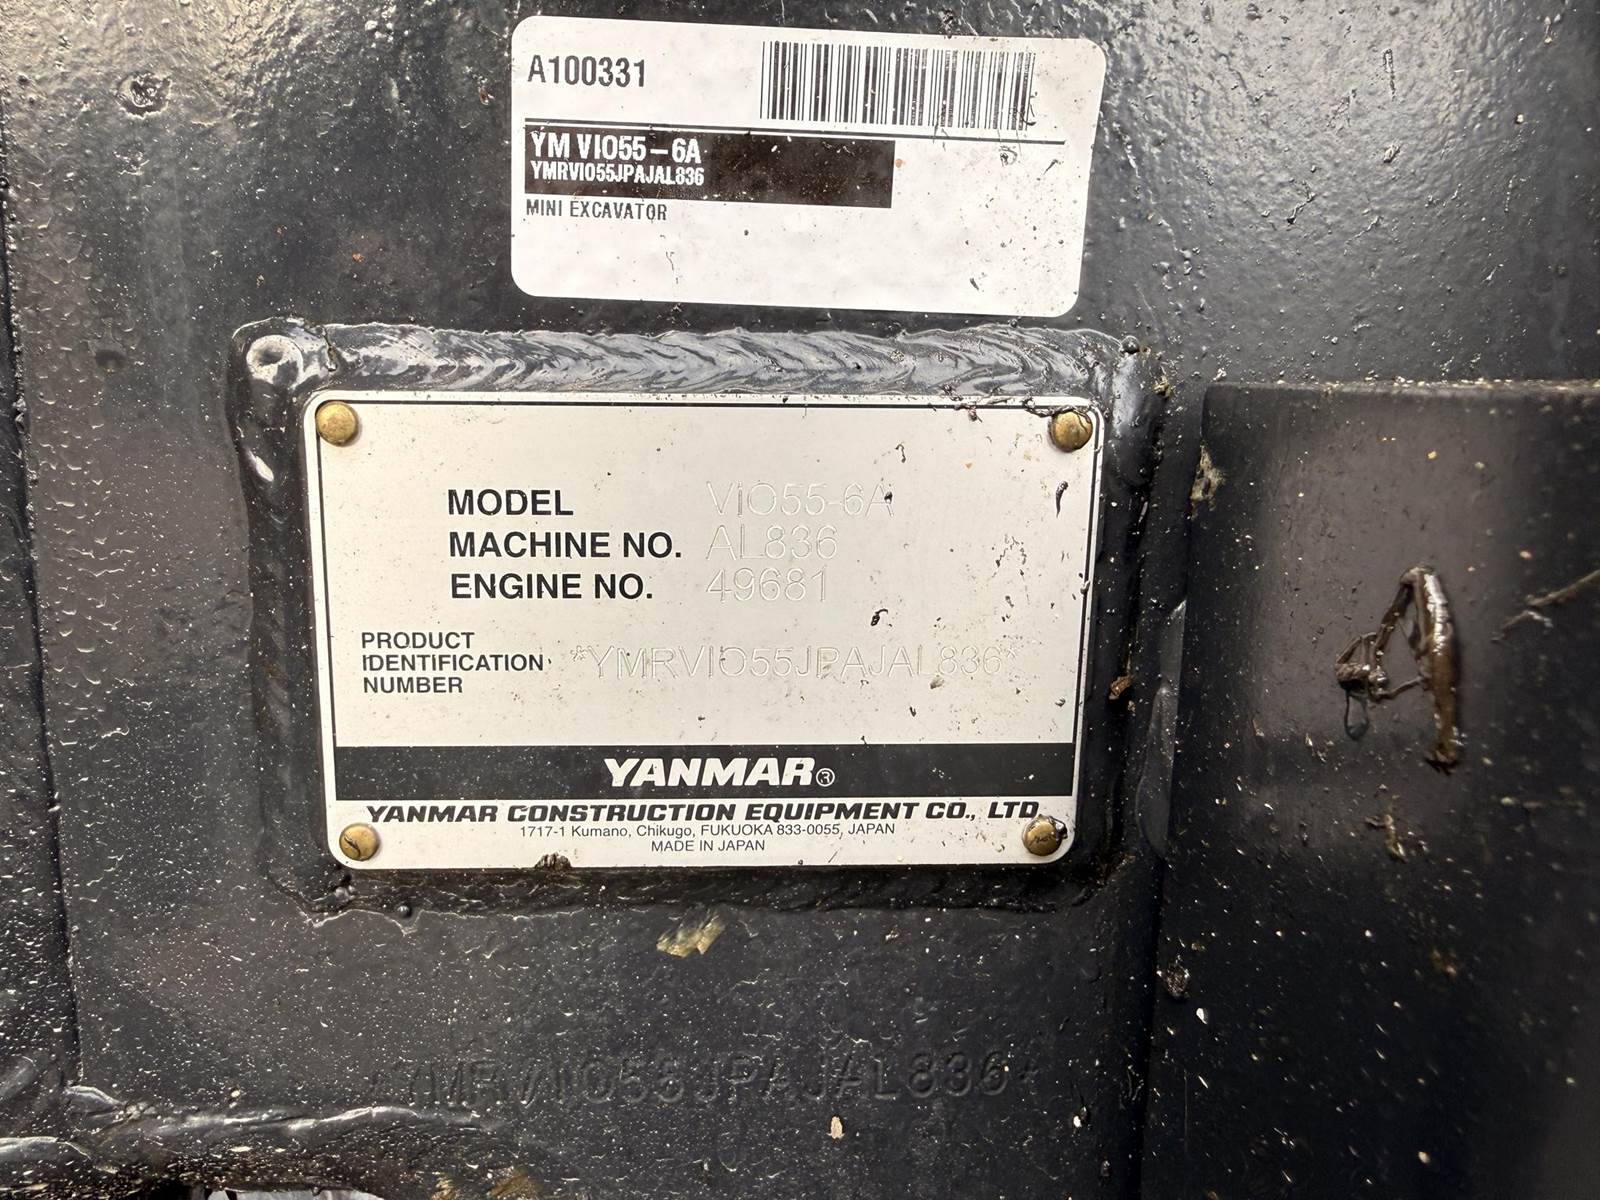 A100331
YM VIO55-6A
YMRVIO55JPAJAL836
MINI EXCAVATOR
MODEL VIO55-6A
MACHINE NO. AL836
ENGINE NO. 49681
PRODUCT
IDENTIFICATION
NUMBER
*YMRVIO55JPAJAL836*
YANMAR®
YANMAR CONSTRUCTION EQUIPMENT CO., LTD.
1717-1 Kumano, Chikugo, FUKUOKA 833-0055, JAPAN
MADE IN JAPAN
*YMRVIO55JPAJAL836*